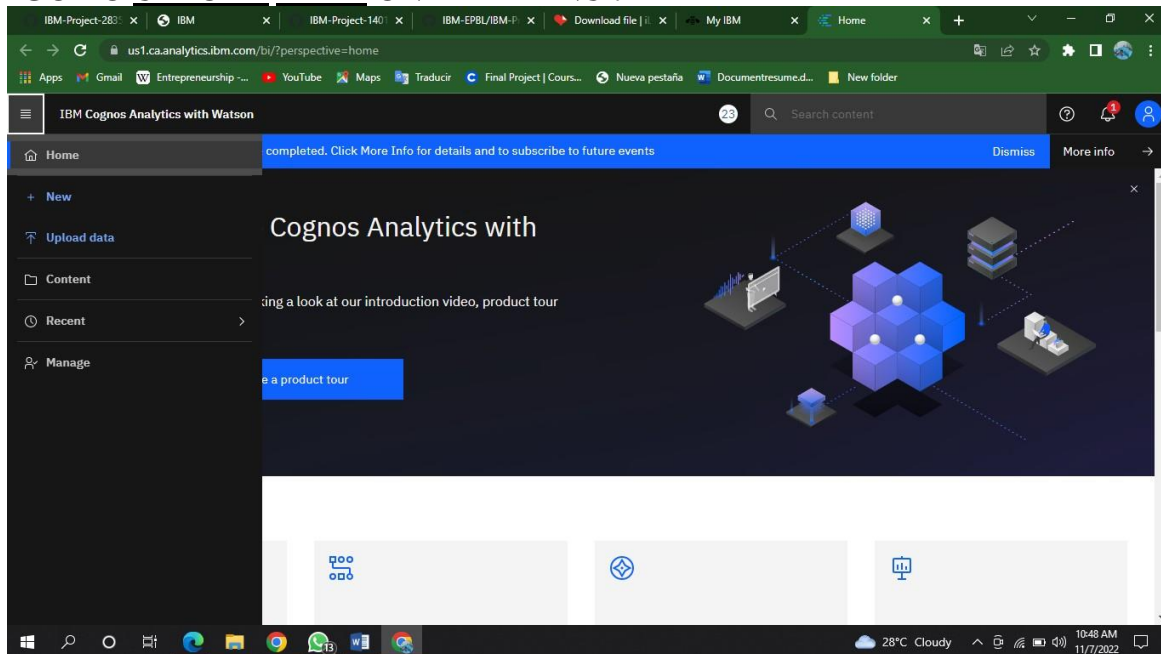 IBM-Project-2835
IBM
IBM-Project-1401
IBM-EPBL/IBM-P
Download file | iL
My IBM
Home
us1.ca.analytics.ibm.com/bi/?perspective=home
Apps
Gmail
Entrepreneurship -...
YouTube
Maps
Traducir
Final Project | Cours...
Nueva pestaña
Documentresume.d...
New folder
IBM Cognos Analytics with Watson
23
Search content
1
Home
completed. Click More Info for details and to subscribe to future events
Dismiss
More info
New
Upload data
Cognos Analytics with
Content
king a look at our introduction video, product tour
Recent
Manage
e a product tour
28°C Cloudy
10:48 AM
11/7/2022